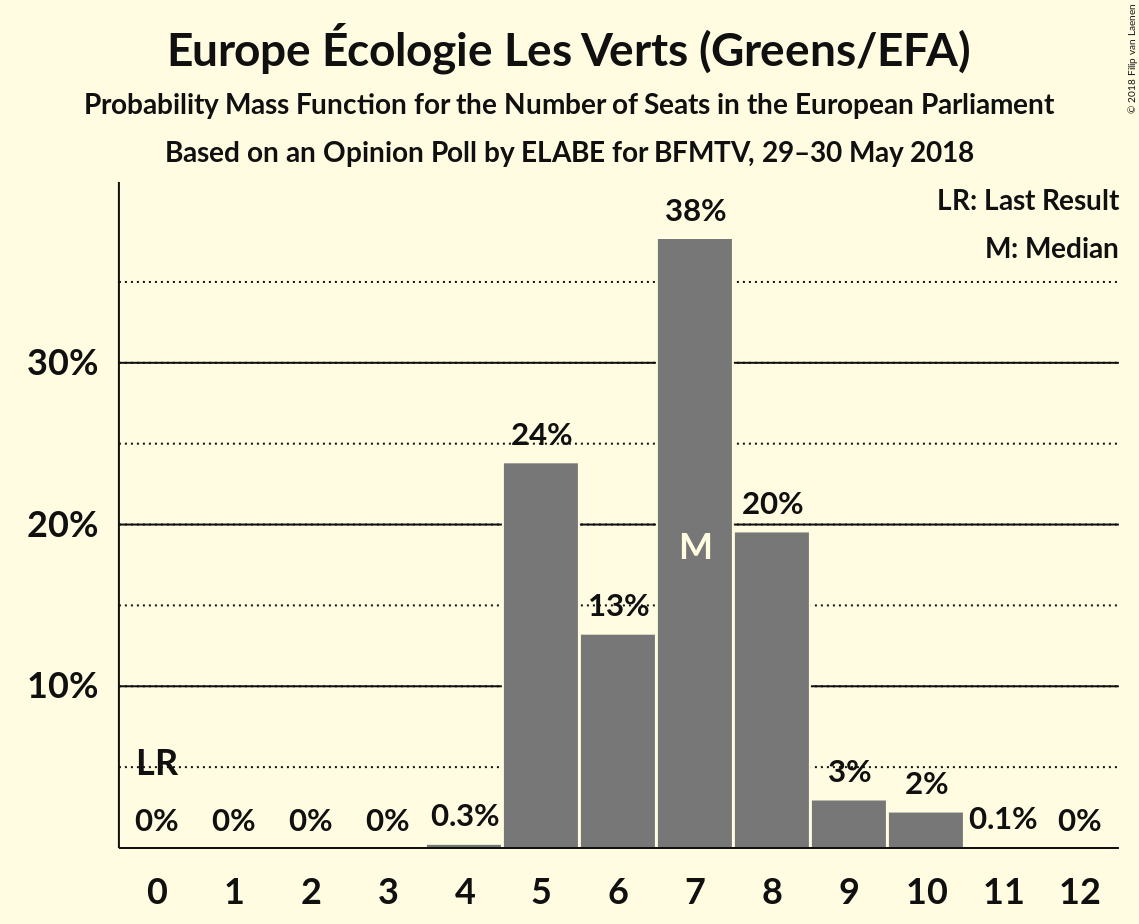 Europe Écologie Les Verts (Greens/EFA)
Probability Mass Function for the Number of Seats in the European Parliament
Based on an Opinion Poll by ELABE for BFMTV, 29–30 May 2018
© 2018 Filip van Laenen
LR: Last Result
M: Median
38%
30%
24%
20%
20%
M
13%
10%
LR
3%
2%
0% 0% 0% 0% 0.3% 0.1% 0%
0 1 2 3 4 5 6 7 8 9 10 11 12